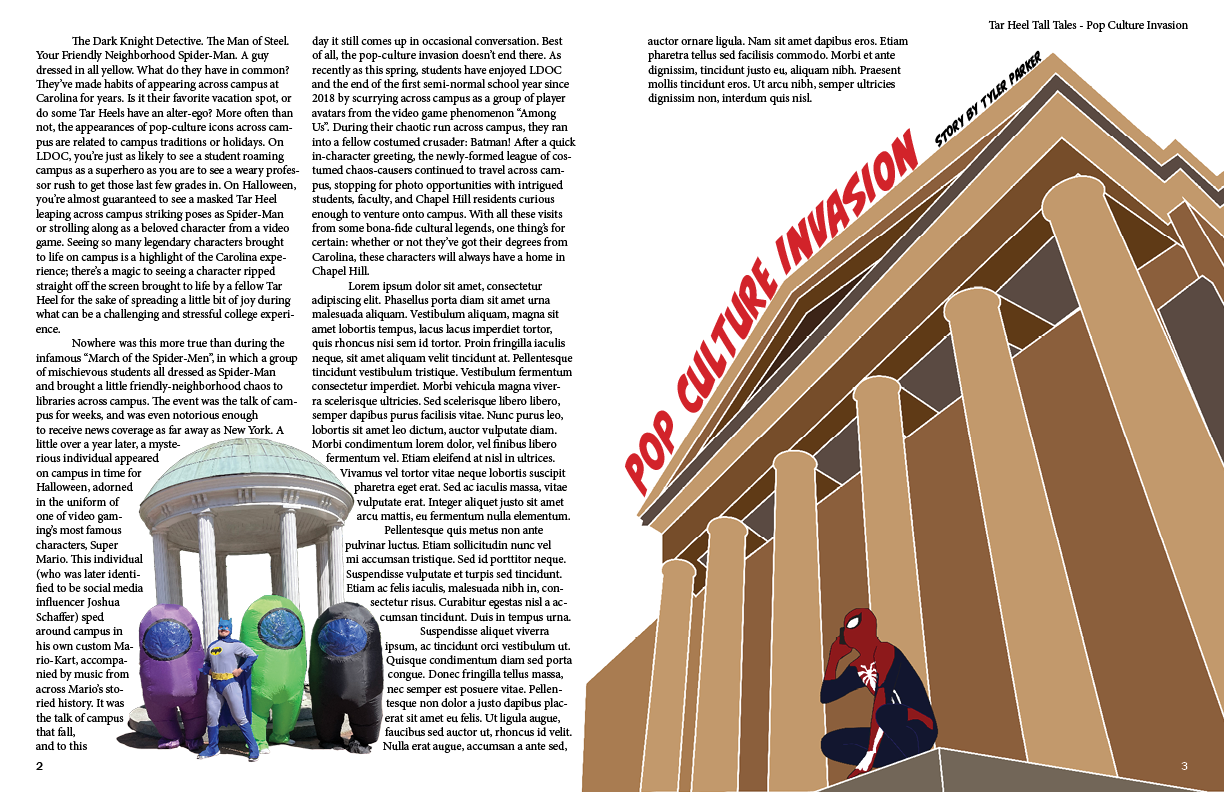 The Dark Knight Detective. The Man of Steel.
Your Friendly Neighborhood Spider-Man. A guy
dressed in all yellow. What do they have in common?
They’ve made habits of appearing across campus at
Carolina for years. Is it their favorite vacation spot, or
do some Tar Heels have an alter-ego? More often than
not, the appearances of pop-culture icons across cam-
pus are related to campus traditions or holidays. On
LDOC, you’re just as likely to see a student roaming
campus as a superhero as you are to see a weary profes-
sor rush to get those last few grades in. On Halloween,
you’re almost guaranteed to see a masked Tar Heel
leaping across campus striking poses as Spider-Man
or strolling along as a beloved character from a video
game. Seeing so many legendary characters brought
to life on campus is a highlight of the Carolina expe-
rience; there’s a magic to seeing a character ripped
straight off the screen brought to life by a fellow Tar
Heel for the sake of spreading a little bit of joy during
what can be a challenging and stressful college experi-
ence.
Nowhere was this more true than during the
infamous “March of the Spider-Men”, in which a group
of mischievous students all dressed as Spider-Man
and brought a little friendly-neighborhood chaos to
libraries across campus. The event was the talk of cam-
pus for weeks, and was even notorious enough
to receive news coverage as far away as New York. A
little over a year later, a myste-
rious individual appeared
on campus in time for
Halloween, adorned
in the uniform of
one of video gam-
ing’s most famous
characters, Super
Mario. This individual
(who was later identi-
fied to be social media
influencer Joshua
Schaffer) sped
around campus in
his own custom Ma-
rio-Kart, accompa-
nied by music from
across Mario’s sto-
ried history. It was
the talk of campus
that fall,
and to this
2
day it still comes up in occasional conversation. Best
of all, the pop-culture invasion doesn’t end there. As
recently as this spring, students have enjoyed LDOC
and the end of the first semi-normal school year since
2018 by scurrying across campus as a group of player
avatars from the video game phenomenon “Among
Us”. During their chaotic run across campus, they ran
into a fellow costumed crusader: Batman! After a quick
in-character greeting, the newly-formed league of cos-
tumed chaos-causers continued to travel across cam-
pus, stopping for photo opportunities with intrigued
students, faculty, and Chapel Hill residents curious
enough to venture onto campus. With all these visits
from some bona-fide cultural legends, one thing’s for
certain: whether or not they’ve got their degrees from
Carolina, these characters will always have a home in
Chapel Hill.
Lorem ipsum dolor sit amet, consectetur
adipiscing elit. Phasellus porta diam sit amet urna
malesuada aliquam. Vestibulum aliquam, magna sit
amet lobortis tempus, lacus lacus imperdiet tortor,
quis rhoncus nisi sem id tortor. Proin fringilla iaculis
neque, sit amet aliquam velit tincidunt at. Pellentesque
tincidunt vestibulum tristique. Vestibulum fermentum
consectetur imperdiet. Morbi vehicula magna viver-
ra scelerisque ultricies. Sed scelerisque libero libero,
semper dapibus purus facilisis vitae. Nunc purus leo,
lobortis sit amet leo dictum, auctor vulputate diam.
Morbi condimentum lorem dolor, vel finibus libero
fermentum vel. Etiam eleifend at nisl in ultrices.
Vivamus vel tortor vitae neque lobortis suscipit
pharetra eget erat. Sed ac iaculis massa, vitae
vulputate erat. Integer aliquet justo sit amet
arcu mattis, eu fermentum nulla elementum.
Pellentesque quis metus non ante
pulvinar luctus. Etiam sollicitudin nunc vel
mi accumsan tristique. Sed id porttitor neque.
Suspendisse vulputate et turpis sed tincidunt.
Etiam ac felis iaculis, malesuada nibh in, con-
sectetur risus. Curabitur egestas nisl a ac-
cumsan tincidunt. Duis in tempus urna.
Suspendisse aliquet viverra
ipsum, ac tincidunt orci vestibulum ut.
Quisque condimentum diam sed porta
congue. Donec fringilla tellus massa,
nec semper est posuere vitae. Pellen-
tesque non dolor a justo dapibus plac-
erat sit amet eu felis. Ut ligula augue,
faucibus sed auctor ut, rhoncus id velit.
Nulla erat augue, accumsan a ante sed,
Tar Heel Tall Tales - Pop Culture Invasion
auctor ornare ligula. Nam sit amet dapibus eros. Etiam
pharetra tellus sed facilisis commodo. Morbi et ante
dignissim, tincidunt justo eu, aliquam nibh. Praesent
mollis tincidunt eros. Ut arcu nibh, semper ultricies
dignissim non, interdum quis nisl.
POP CULTURE INVASION
STORY BY TYLER PARKER
3